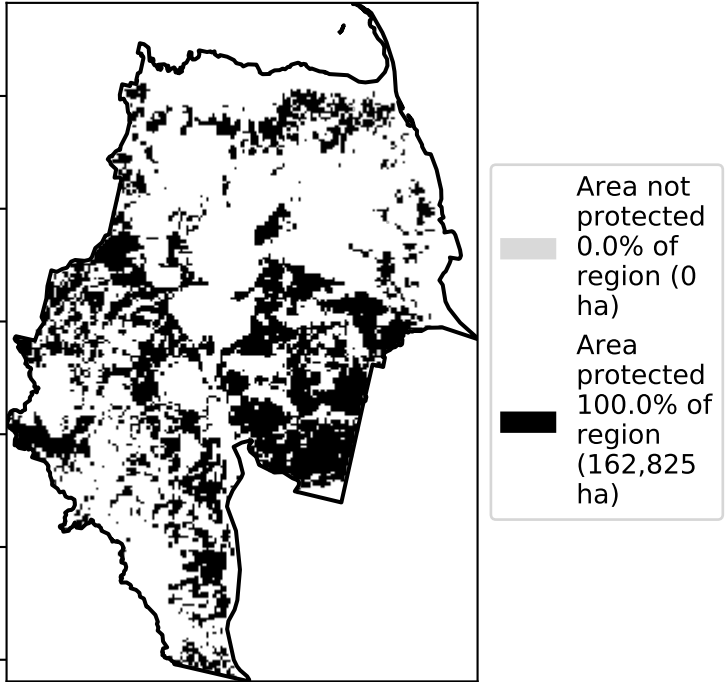 Area not
protected
0.0% of
region (0
ha)
Area
protected
100.0% of
region
(162,825
ha)